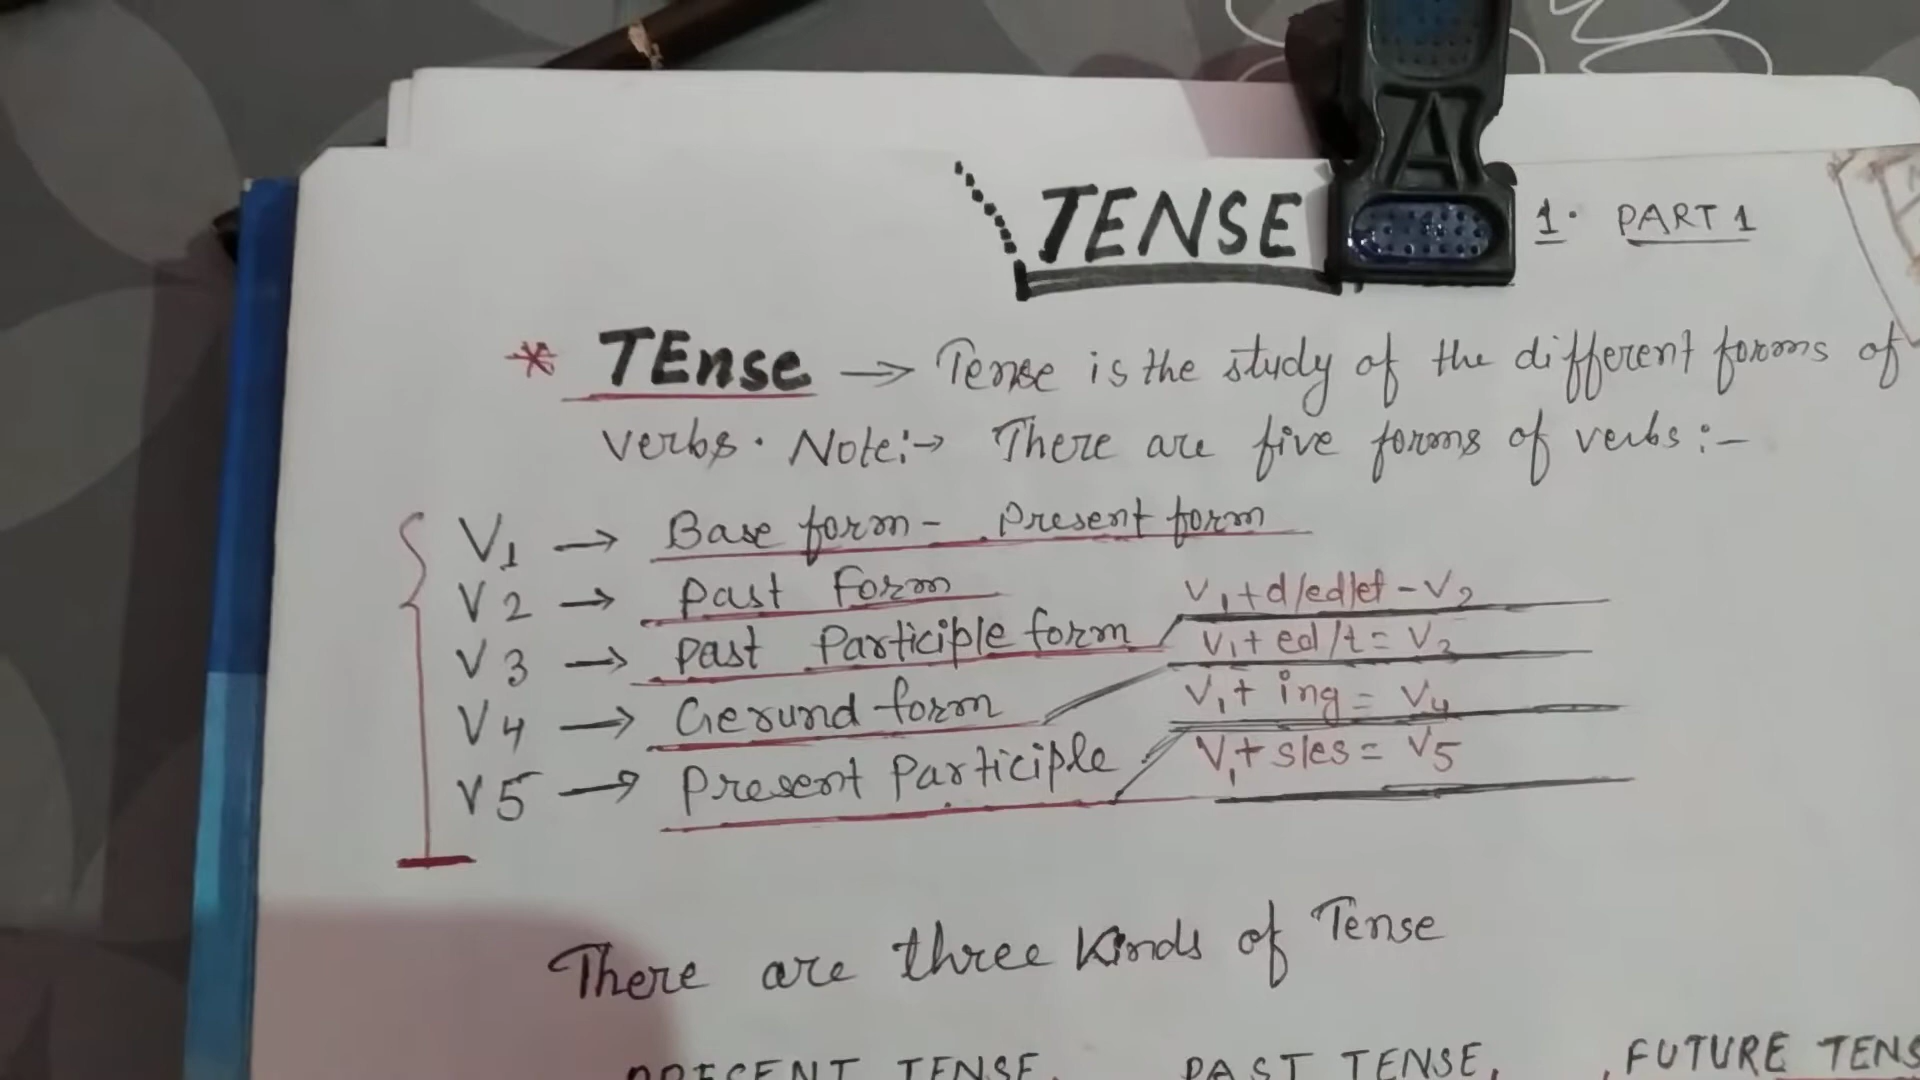 TENSE 1. PART 1
* TEnse → Tense is the study of the different forms of
verbs. Note:→ There are five forms of verbs:-
V1 → Base form - Present form
V2 → Past Form V1+d/ed/et - V2
V3 → Past Participle form V1+ ed/t = V3
V4 → Gerund form V1+ ing = V4
V5 → Present Participle V1+ s/es = V5
There are three Kinds of Tense
PRESENT TENSE, PAST TENSE, , FUTURE TENS